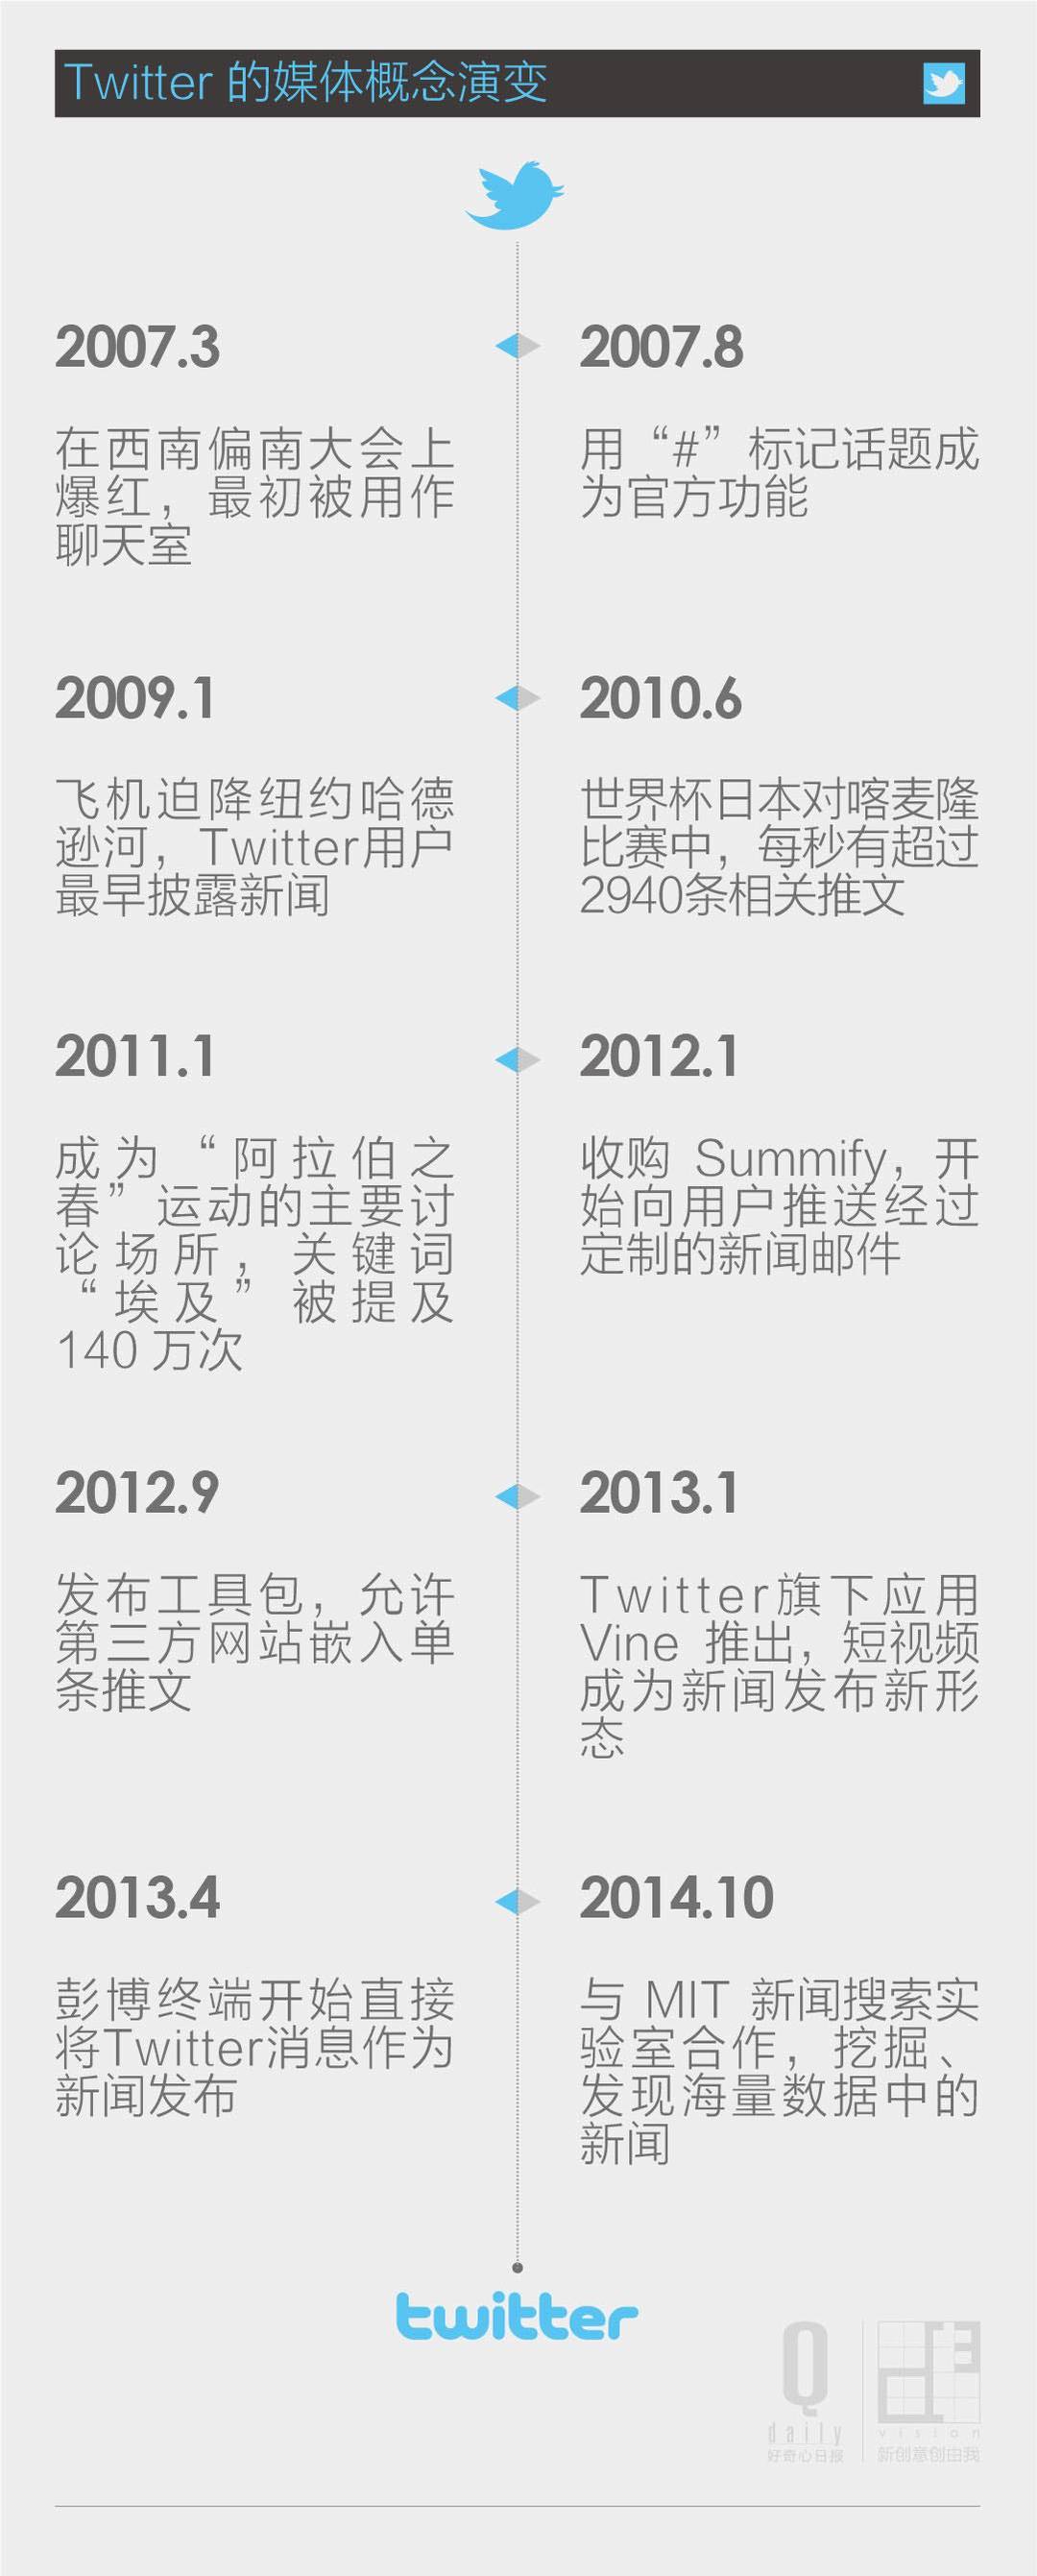 Twitter 的媒体概念演变
2007.3
在西南偏南大会上
爆红，最初被用作
聊天室
2007.8
用“#”标记话题成
为官方功能
2009.1
飞机迫降纽约哈德
逊河，Twitter用户
最早披露新闻
2010.6
世界杯日本对喀麦隆
比赛中，每秒有超过
2940条相关推文
2011.1
成为“阿拉伯之
春”运动的主要讨
论场所，关键词
“埃及”被提及
140 万次
2012.1
收购 Summify，开
始向用户推送经过
定制的新闻邮件
2012.9
发布工具包，允许
第三方网站嵌入单
条推文
2013.1
Twitter旗下应用
Vine 推出，短视频
成为新闻发布新形
态
2013.4
彭博终端开始直接
将Twitter消息作为
新闻发布
2014.10
与 MIT 新闻搜索实
验室合作，挖掘、
发现海量数据中的
新闻
twitter
Q
daily
好奇心日报
vision
新创意创由我